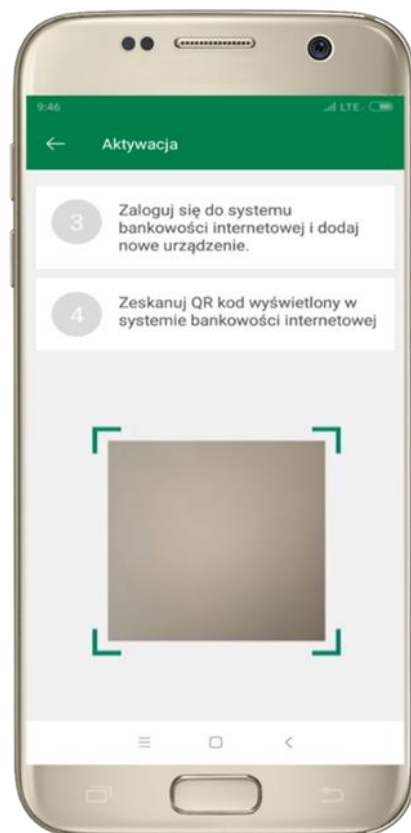 9:46
LTE
Aktywacja
3
Zaloguj się do systemu
bankowości internetowej i dodaj
nowe urządzenie.
4
Zeskanuj QR kod wyświetlony w
systemie bankowości internetowej